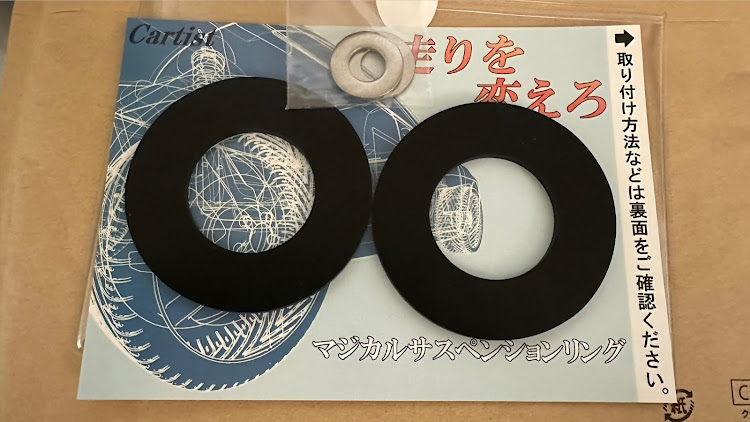 Cartist
走りを
変えろ
➡取り付け方法などは裏面をご確認ください。
マジカルサスペンションリング
紙
C
ク